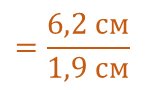 = 6,2 см
1,9 см